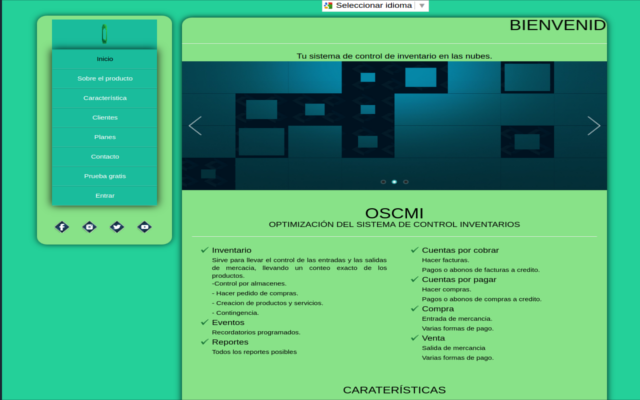 Seleccionar idioma
BIENVENID
Inicio
Sobre el producto
Característica
Clientes
Planes
Contacto
Prueba gratis
Entrar
Tu sistema de control de inventario en las nubes.
OSCMI
OPTIMIZACIÓN DEL SISTEMA DE CONTROL INVENTARIOS
Inventario
Sirve para llevar el control de las entradas y las salidas
de mercacia, llevando un conteo exacto de los
productos.
-Control por almacenes.
- Hacer pedido de compras.
- Creacion de productos y servicios.
- Contingencia.
Eventos
Recordatorios programados.
Reportes
Todos los reportes posibles
Cuentas por cobrar
Hacer facturas.
Pagos o abonos de facturas a credito.
Cuentas por pagar
Hacer compras.
Pagos o abonos de compras a credito.
Compra
Entrada de mercancia.
Varias formas de pago.
Venta
Salida de mercancia
Varias formas de pago.
CARATERÍSTICAS